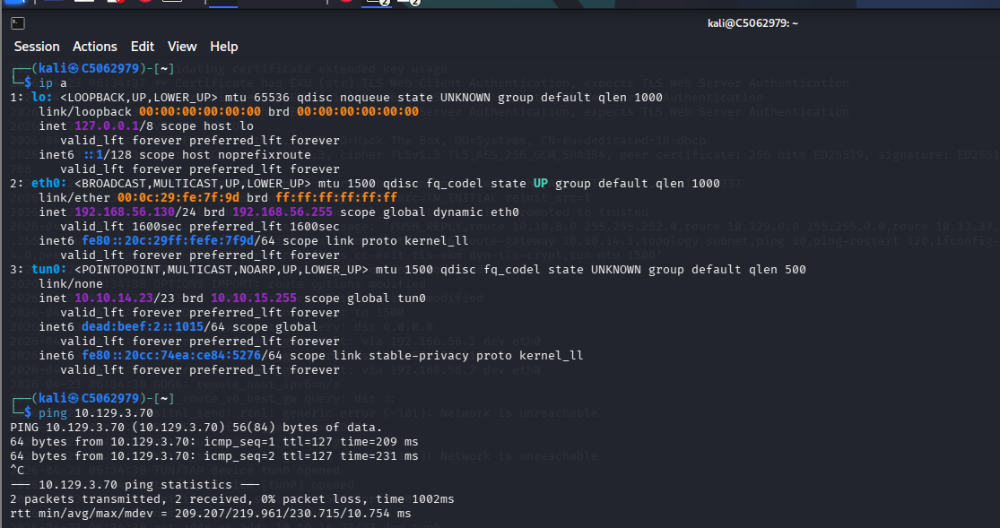 kali@C5062979: ~
Session Actions Edit View Help
┌──(kali㉿C5062979)-[~]
└─$ ip a
1: lo: <LOOPBACK,UP,LOWER_UP> mtu 65536 qdisc noqueue state UNKNOWN group default qlen 1000
link/loopback 00:00:00:00:00:00 brd 00:00:00:00:00:00
inet 127.0.0.1/8 scope host lo
valid_lft forever preferred_lft forever
inet6 ::1/128 scope host noprefixroute
valid_lft forever preferred_lft forever
2: eth0: <BROADCAST,MULTICAST,UP,LOWER_UP> mtu 1500 qdisc fq_codel state UP group default qlen 1000
link/ether 00:0c:29:fe:7f:9d brd ff:ff:ff:ff:ff:ff
inet 192.168.56.130/24 brd 192.168.56.255 scope global dynamic eth0
valid_lft 1600sec preferred_lft 1600sec
inet6 fe80::20c:29ff:fefe:7f9d/64 scope link proto kernel_ll
valid_lft forever preferred_lft forever
3: tun0: <POINTOPOINT,MULTICAST,NOARP,UP,LOWER_UP> mtu 1500 qdisc fq_codel state UNKNOWN group default qlen 500
link/none
inet 10.10.14.23/23 brd 10.10.15.255 scope global tun0
valid_lft forever preferred_lft forever
inet6 dead:beef:2::1015/64 scope global
valid_lft forever preferred_lft forever
inet6 fe80::20cc:74ea:ce84:5276/64 scope link stable-privacy proto kernel_ll
valid_lft forever preferred_lft forever
┌──(kali㉿C5062979)-[~]
└─$ ping 10.129.3.70
PING 10.129.3.70 (10.129.3.70) 56(84) bytes of data.
64 bytes from 10.129.3.70: icmp_seq=1 ttl=127 time=209 ms
64 bytes from 10.129.3.70: icmp_seq=2 ttl=127 time=231 ms
^C
--- 10.129.3.70 ping statistics ---
2 packets transmitted, 2 received, 0% packet loss, time 1002ms
rtt min/avg/max/mdev = 209.207/219.961/230.715/10.754 ms